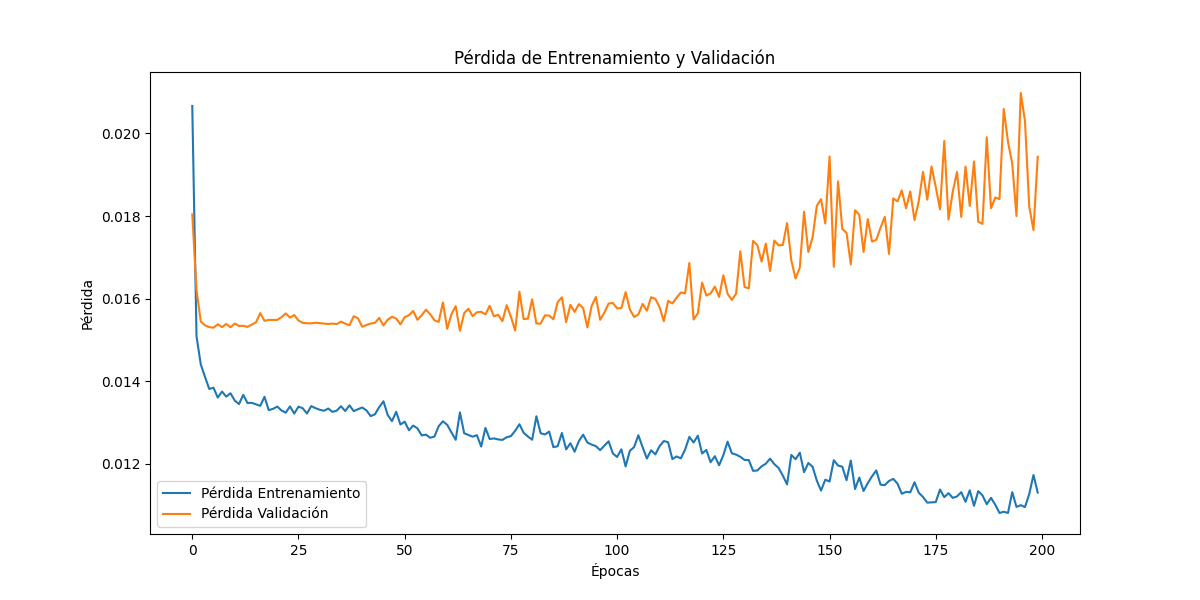 Pérdida de Entrenamiento y Validación
Pérdida
0.020
0.018
0.016
0.014
0.012
Pérdida Entrenamiento
Pérdida Validación
0 25 50 75 100 125 150 175 200
Épocas